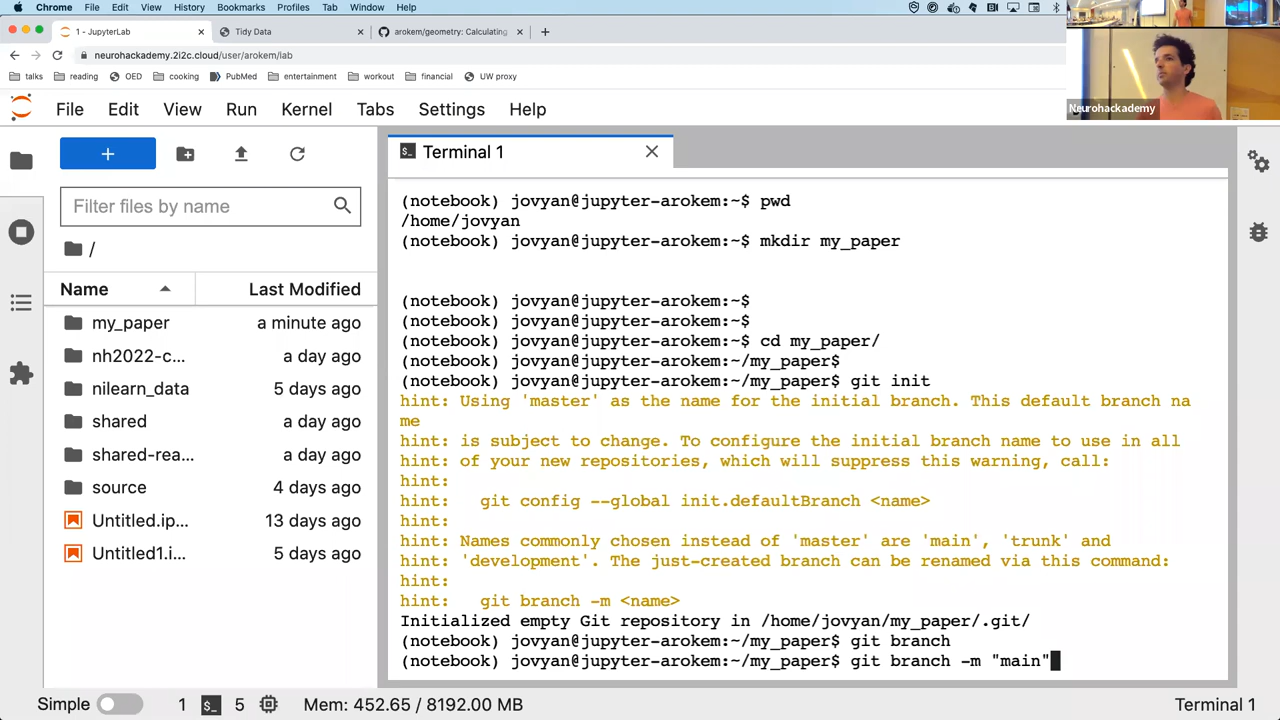 Chrome File Edit View History Bookmarks Profiles Tab Window Help
1 - JupyterLab Tidy Data arokem/geometry: Calculating
neurohackademy.2i2c.cloud/user/arokem/lab
talks reading OED cooking PubMed entertainment workout financial UW proxy
Neurohackademy
File Edit View Run Kernel Tabs Settings Help
+
Terminal 1
Filter files by name
/
Name Last Modified
my_paper a minute ago
nh2022-c... a day ago
nilearn_data 5 days ago
shared a day ago
shared-rea... a day ago
source 4 days ago
Untitled.ip... 13 days ago
Untitled1.i... 5 days ago
(notebook) jovyan@jupyter-arokem:~$ pwd
/home/jovyan
(notebook) jovyan@jupyter-arokem:~$ mkdir my_paper
(notebook) jovyan@jupyter-arokem:~$
(notebook) jovyan@jupyter-arokem:~$
(notebook) jovyan@jupyter-arokem:~$ cd my_paper/
(notebook) jovyan@jupyter-arokem:~/my_paper$
(notebook) jovyan@jupyter-arokem:~/my_paper$ git init
hint: Using 'master' as the name for the initial branch. This default branch na
me
hint: is subject to change. To configure the initial branch name to use in all
hint: of your new repositories, which will suppress this warning, call:
hint:
hint:   git config --global init.defaultBranch <name>
hint:
hint: Names commonly chosen instead of 'master' are 'main', 'trunk' and
hint: 'development'. The just-created branch can be renamed via this command:
hint:
hint:   git branch -m <name>
Initialized empty Git repository in /home/jovyan/my_paper/.git/
(notebook) jovyan@jupyter-arokem:~/my_paper$ git branch
(notebook) jovyan@jupyter-arokem:~/my_paper$ git branch -m "main"
Simple 1 5 Mem: 452.65 / 8192.00 MB Terminal 1